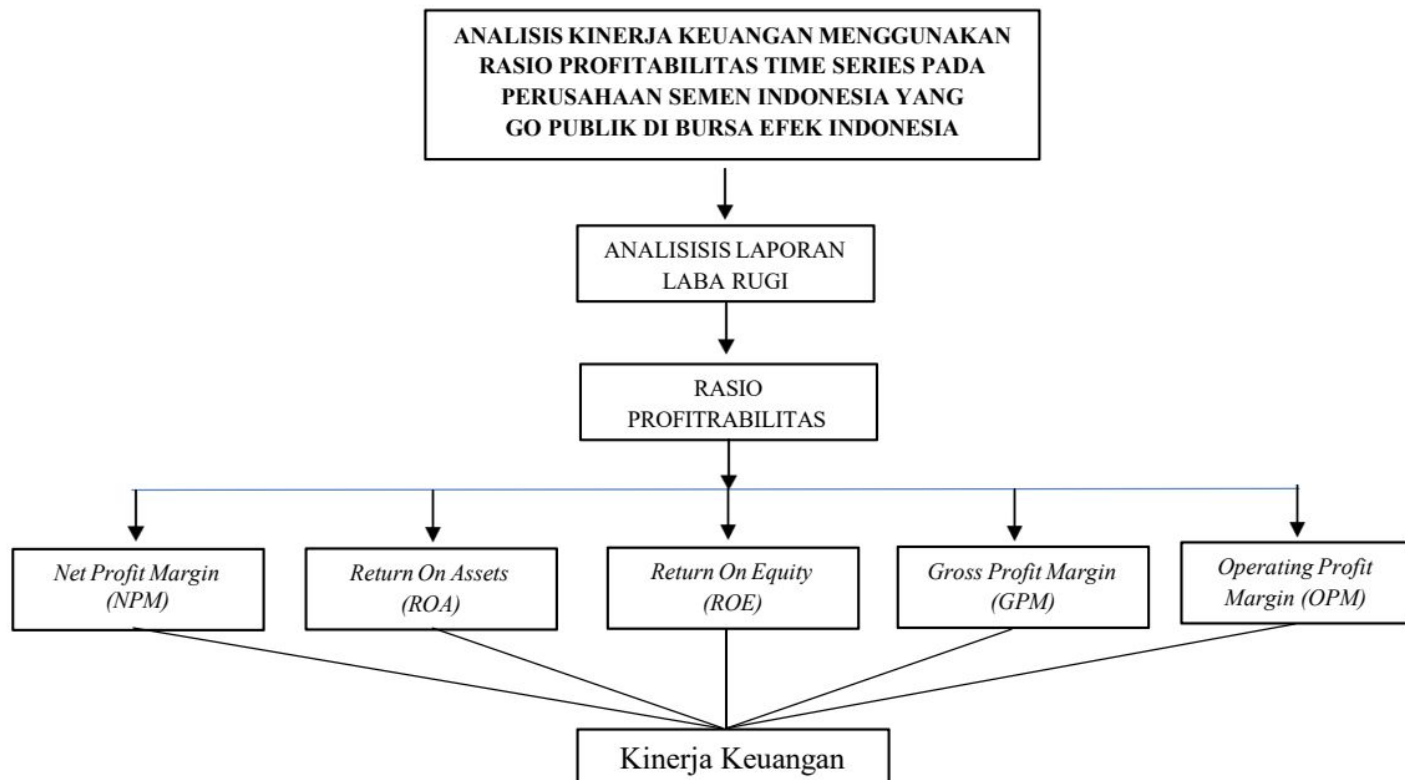 ANALISIS KINERJA KEUANGAN MENGGUNAKAN
RASIO PROFITABILITAS TIME SERIES PADA
PERUSAHAAN SEMEN INDONESIA YANG
GO PUBLIK DI BURSA EFEK INDONESIA
ANALISISIS LAPORAN
LABA RUGI
RASIO
PROFITRABILITAS
Net Profit Margin
(NPM)
Return On Assets
(ROA)
Return On Equity
(ROE)
Gross Profit Margin
(GPM)
Operating Profit
Margin (OPM)
Kinerja Keuangan